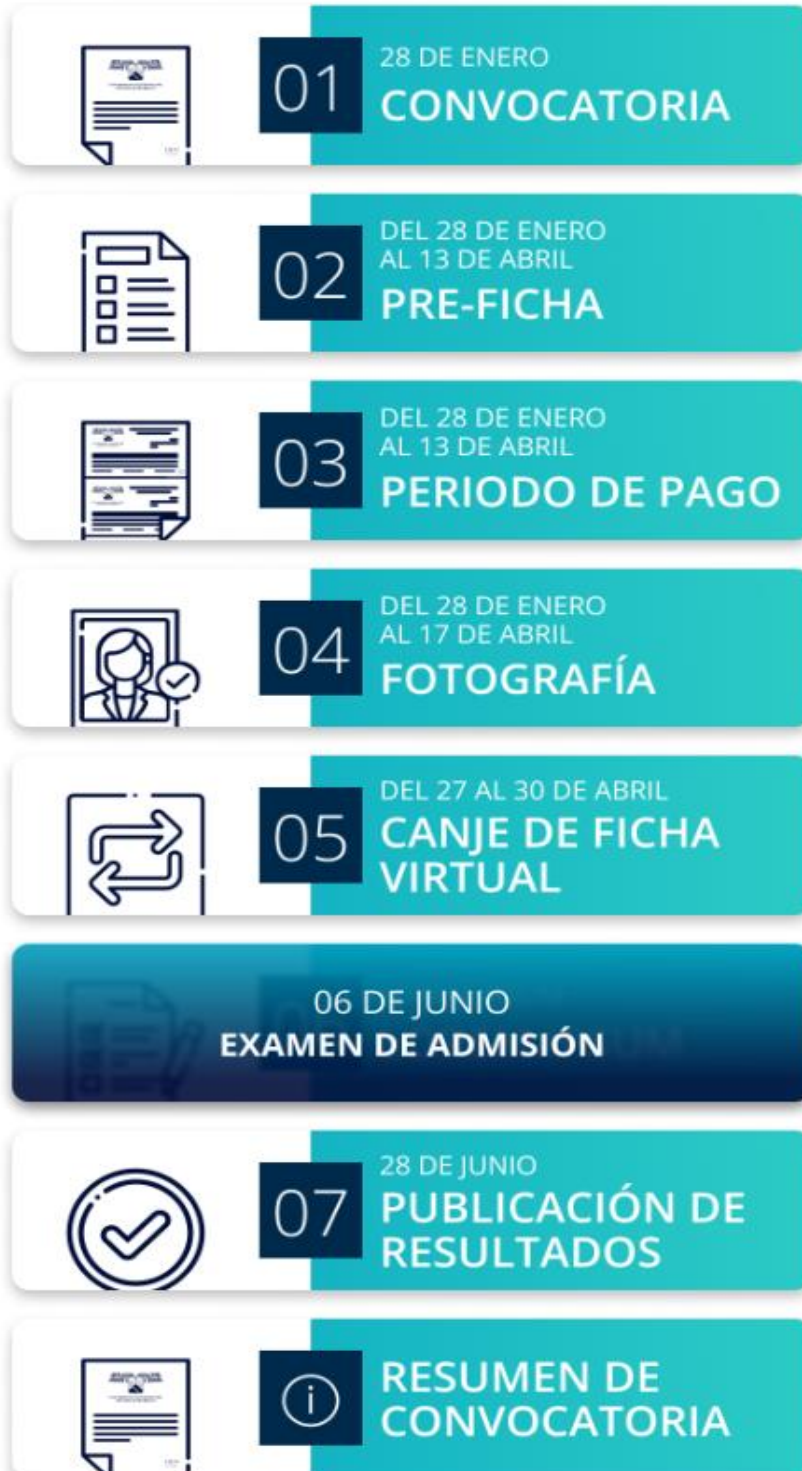 01
28 DE ENERO
CONVOCATORIA
02
DEL 28 DE ENERO
AL 13 DE ABRIL
PRE-FICHA
03
DEL 28 DE ENERO
AL 13 DE ABRIL
PERIODO DE PAGO
04
DEL 28 DE ENERO
AL 17 DE ABRIL
FOTOGRAFÍA
05
DEL 27 AL 30 DE ABRIL
CANJE DE FICHA
VIRTUAL
06 DE JUNIO
EXAMEN DE ADMISIÓN
07
28 DE JUNIO
PUBLICACIÓN DE
RESULTADOS
i
RESUMEN DE
CONVOCATORIA